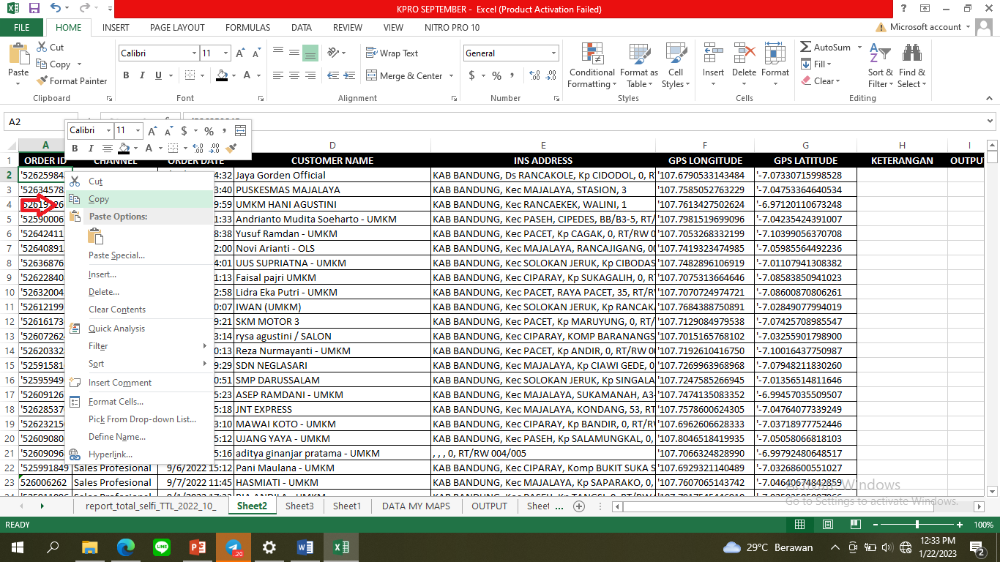 KPRO SEPTEMBER - Excel (Product Activation Failed)
FILE HOME INSERT PAGE LAYOUT FORMULAS DATA REVIEW VIEW NITRO PRO 10 Microsoft account
Paste Cut Copy Format Painter
Clipboard
Calibri 11
B I U A
Font
Wrap Text
Merge & Center
Alignment
General
$ % ,
Number
Conditional Formatting Format as Table Cell Styles
Styles
Insert Delete Format
Cells
AutoSum Fill Clear Sort & Filter Find & Select
Editing
A2
Calibri 11 A A $ % ,
B I A
A D E F G H I
1 ORDER ID CHANNEL ORDER DATE CUSTOMER NAME INS ADDRESS GPS LONGITUDE GPS LATITUDE KETERANGAN OUTPU
2 '52625984 4:32 Jaya Gorden Official KAB BANDUNG, Ds RANCAKOLE, Kp CIDODOL, 0, R '107.6790533143484 '-7.07330715998528
3 '52634578 3:40 PUSKESMAS MAJALAYA KAB BANDUNG, Kec MAJALAYA, STASION, 3 '107.7585052763229 '-7.04753364640534
4 9:59 UMKM HANI AGUSTINI KAB BANDUNG, Kec RANCAEKEK, WALINI, 1 '107.7613427502624 '-6.97120110673248
5 '52590006 1:33 Andrianto Mudita Soeharto - UMKM KAB BANDUNG, Kec PASEH, CIPEDES, BB/B3-5, RT/ '107.7981519699096 '-7.04235424391007
6 '52642411 8:38 Yusuf Ramdan - UMKM KAB BANDUNG, Kec PACET, Kp CAGAK, 0, RT/RW 0 '107.7053268332199 '-7.10399056370708
7 '52640891 2:00 Novi Arianti - OLS KAB BANDUNG, Kec MAJALAYA, RANCAJIGANG, 00 '107.7419323474985 '-7.05985564492236
8 '52636876 4:01 UUS SUPRIATNA - UMKM KAB BANDUNG, Kec SOLOKAN JERUK, Kp CIBODAS '107.7482896106919 '-7.01107941308382
9 '52622840 1:13 Faisal pajri UMKM KAB BANDUNG, Kec CIPARAY, Kp SUKAGALIH, 0, R '107.7075313664646 '-7.08583850941023
10 '52632004 2:58 Lidra Eka Putri - UMKM KAB BANDUNG, Kec PACET, RAYA PACET, 35, RT/R '107.7070724974721 '-7.08600870806261
11 '52612199 0:07 IWAN (UMKM) KAB BANDUNG, Kec SOLOKAN JERUK, Kp RANCAK '107.7684388750891 '-7.02849077994019
12 '52616173 9:21 SKM MOTOR 3 KAB BANDUNG, Kec PACET, Kp MARUYUNG, 0, RT/ '107.7129084979538 '-7.07425708985547
13 '52607262 3:14 rysa agustini / SALON KAB BANDUNG, Kec CIPARAY, KOMP BARANANGS '107.7015165768102 '-7.03255901798900
14 '52620332 0:13 Reza Nurmayanti - UMKM KAB BANDUNG, Kec PACET, Kp ANDIR, 0, RT/RW 00 '107.7192610416750 '-7.10016437750987
15 '52591581 9:29 SDN NEGLASARI KAB BANDUNG, Kec MAJALAYA, Kp CIAWI GEDE, 0 '107.7269963968968 '-7.07948211830260
16 '52595949 0:51 SMP DARUSSALAM KAB BANDUNG, Kec SOLOKAN JERUK, Kp SINGALA '107.7247585266945 '-7.01356514811646
17 '52609126 5:23 ASEP RAMDANI - UMKM KAB BANDUNG, Kec MAJALAYA, SUKAMANAH, A3- '107.7474135083352 '-6.99457035509507
18 '52628537 5:18 JNT EXPRESS KAB BANDUNG, Kec MAJALAYA, KONDANG, 53, RT '107.7578600624305 '-7.04764077339249
19 '52623215 3:10 MAWAI KOTO - UMKM KAB BANDUNG, Kec CIPARAY, Kp BANDIR, 0, RT/RV '107.6962606628333 '-7.03718977752446
20 '52609080 5:12 UJANG YAYA - UMKM KAB BANDUNG, Kec PASEH, Kp SALAMUNGKAL, 0, '107.8046518419935 '-7.05058066818103
21 '52609096 5:16 aditya ginanjar pratama - UMKM , , , 0, RT/RW 004/005 '107.7066324828990 '-6.99792480648517
22 '525991849 Sales Profesional 9/6/2022 15:12 Pani Maulana - UMKM KAB BANDUNG, Kec CIPARAY, Komp BUKIT SUKA S '107.6929321140489 '-7.03268600551027
23 526006262 Sales Profesional 9/7/2022 11:45 HASMIATI - UMKM KAB BANDUNG, Kec MAJALAYA, Kp SAPARAKO, 0, '107.7607065143742 '-7.04640674842859
Cut
Copy
Paste Options:
Paste Special...
Insert...
Delete...
Clear Contents
Quick Analysis
Filter
Sort
Insert Comment
Format Cells...
Pick From Drop-down List...
Define Name...
Hyperlink...
Activate Windows
Go to Settings to activate Windows.
report_total_selfi_TTL_2022_10_ Sheet2 Sheet3 Sheet1 DATA MY MAPS OUTPUT Sheet ...
READY 100%
.20 29°C Berawan 12:33 PM
1/22/2023 2